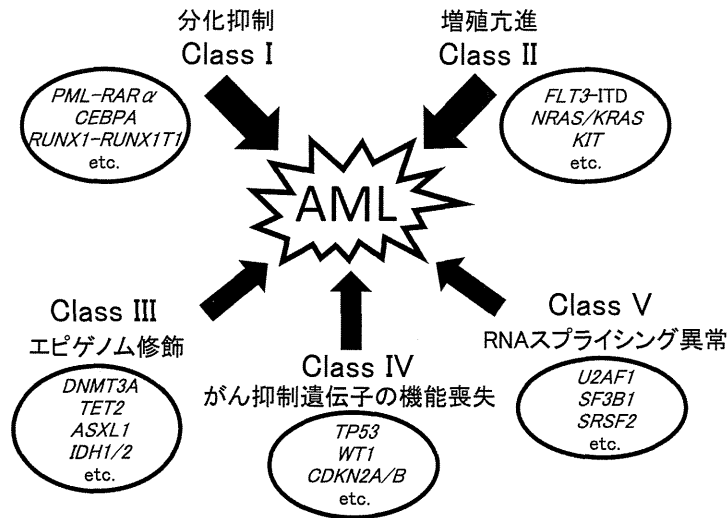 分化抑制
Class I
PML-RARα
CEBPA
RUNX1-RUNX1T1
etc.
増殖亢進
Class II
FLT3-ITD
NRAS/KRAS
KIT
etc.
AML
Class III
エピゲノム修飾
DNMT3A
TET2
ASXL1
IDH1/2
etc.
Class IV
がん抑制遺伝子の機能喪失
TP53
WT1
CDKN2A/B
etc.
Class V
RNAスプライシング異常
U2AF1
SF3B1
SRSF2
etc.